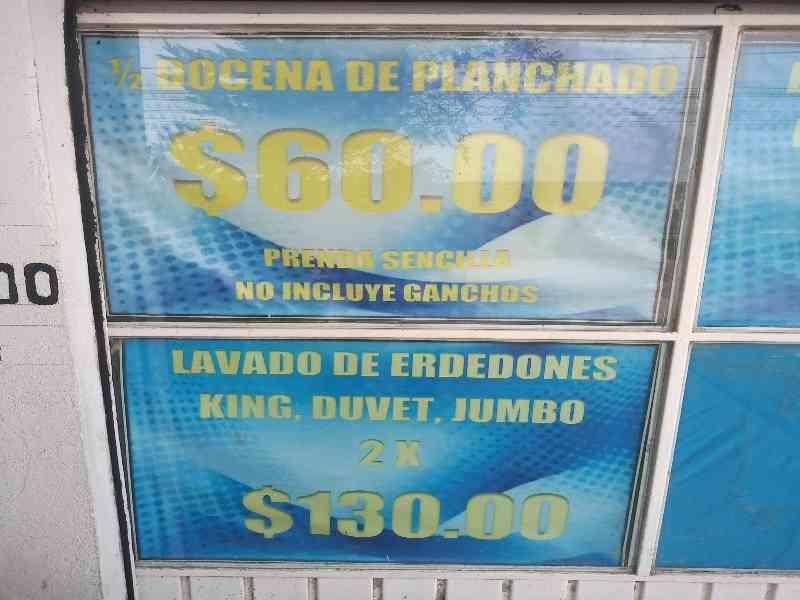 ½ DOCENA DE PLANCHADO
$60.00
PRENDA SENCILLA
NO INCLUYE GANCHOS
LAVADO DE ERDEDONES
KING, DUVET, JUMBO
2 X
$130.00